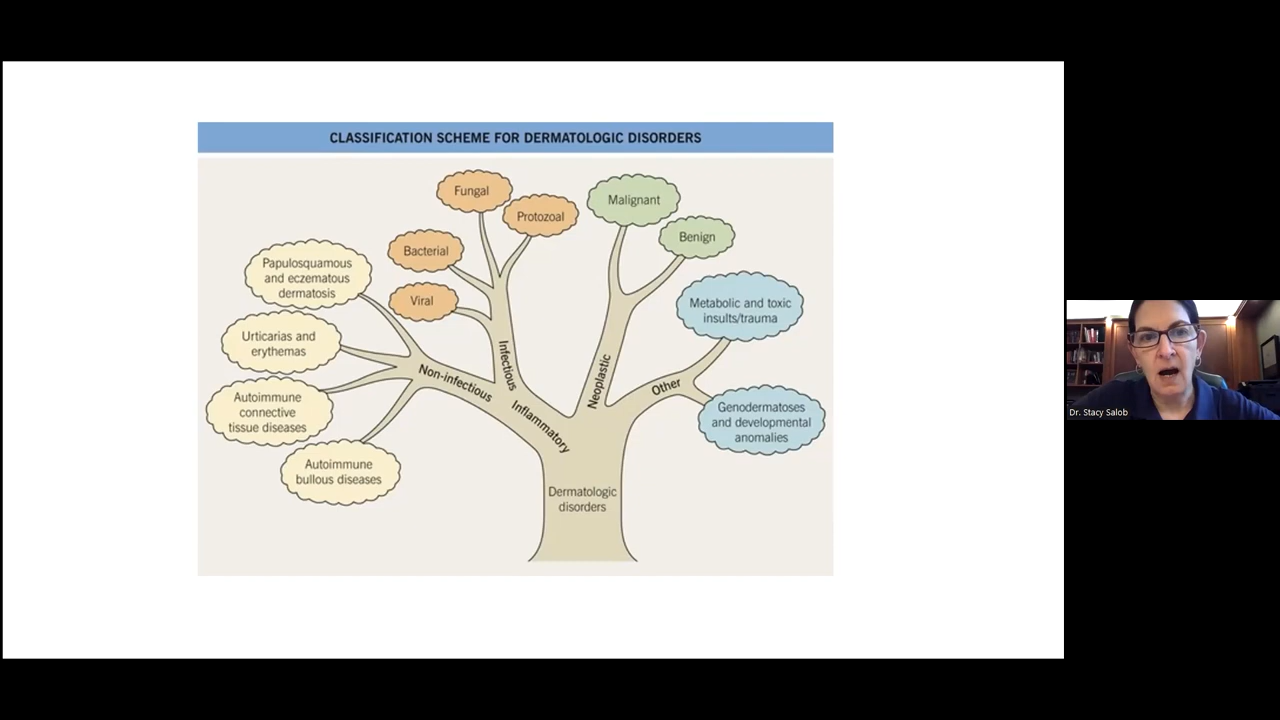 CLASSIFICATION SCHEME FOR DERMATOLOGIC DISORDERS
Fungal
Protozoal
Bacterial
Viral
Malignant
Benign
Papulosquamous
and eczematous
dermatosis
Urticarias and
erythemas
Autoimmune
connective
tissue diseases
Autoimmune
bullous diseases
Metabolic and toxic
insults/trauma
Genodermatoses
and developmental
anomalies
Non-infectious
Infectious
Inflammatory
Neoplastic
Other
Dermatologic
disorders
Dr. Stacy Salob